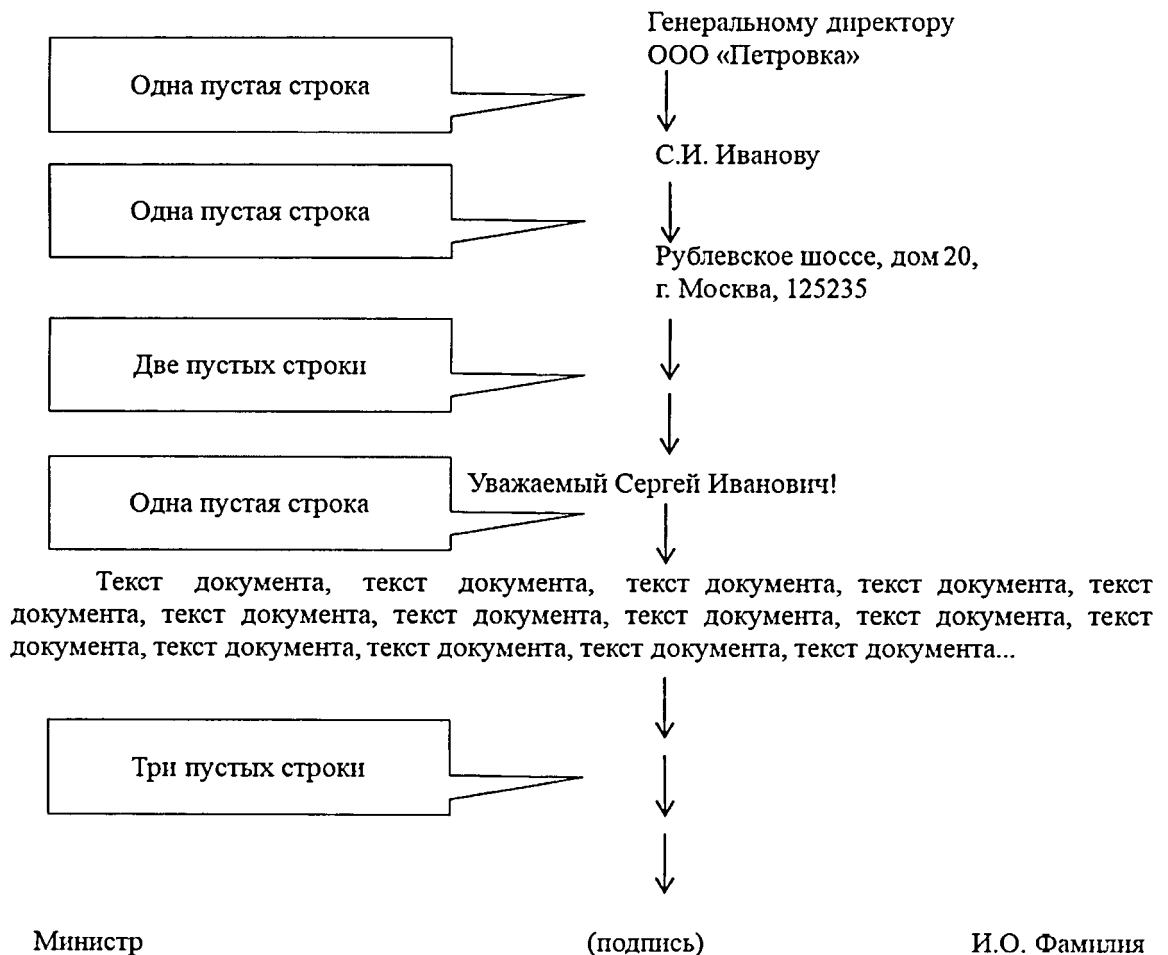 Генеральному директору
ООО «Петровка»
Одна пустая строка
С.И. Иванову
Одна пустая строка
Рублевское шоссе, дом 20,
г. Москва, 125235
Две пустых строки
Уважаемый Сергей Иванович!
Одна пустая строка
Текст документа, текст документа, текст документа, текст документа, текст
документа, текст документа, текст документа, текст документа, текст документа, текст
документа, текст документа, текст документа, текст документа, текст документа...
Три пустых строки
Министр (подпись) И.О. Фамилия